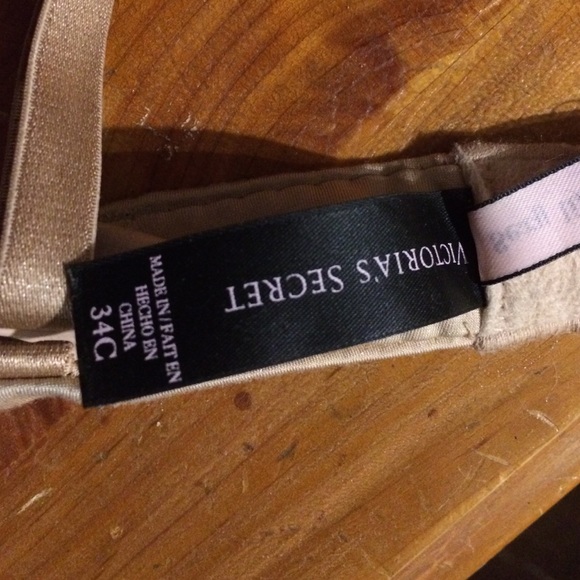 VICTORIA'S SECRET
MADE IN/FAIT EN
HECHO EN
CHINA
34C